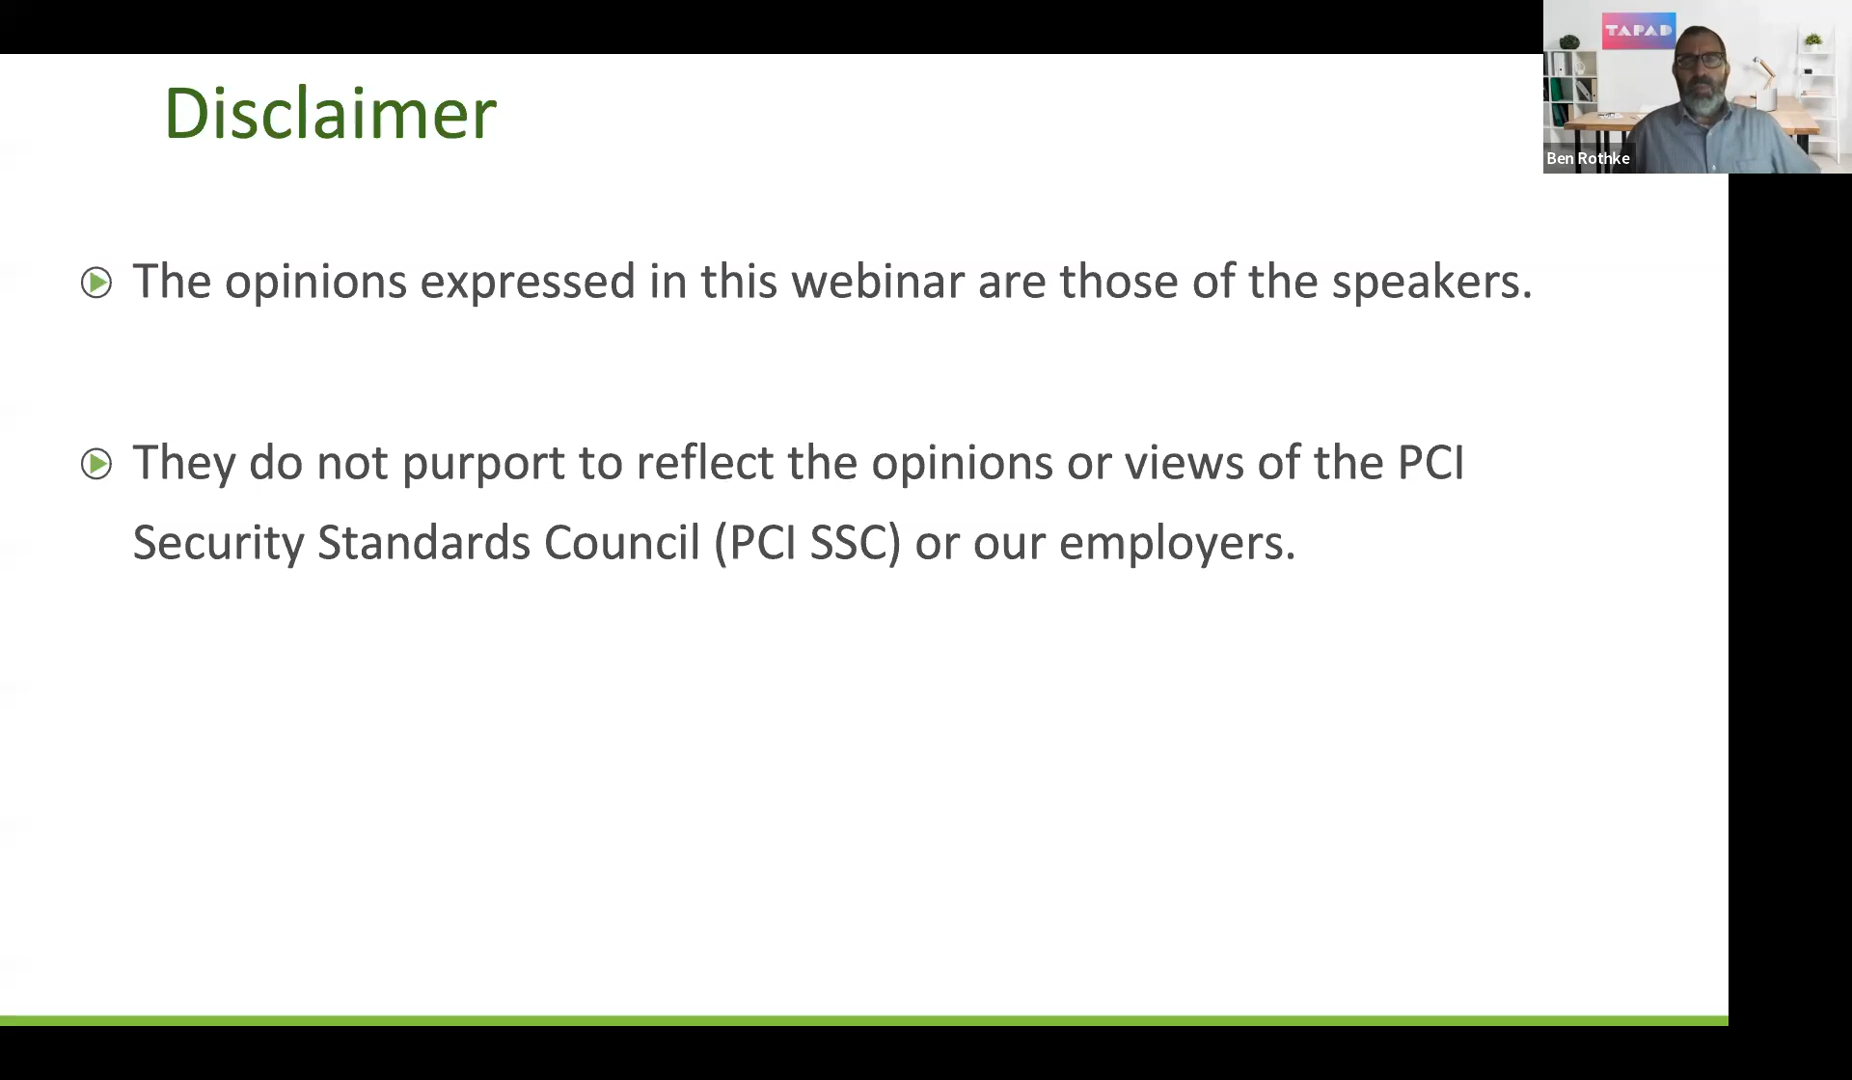 Disclaimer
TAPAD
Ben Rothke
The opinions expressed in this webinar are those of the speakers.
They do not purport to reflect the opinions or views of the PCI
Security Standards Council (PCI SSC) or our employers.